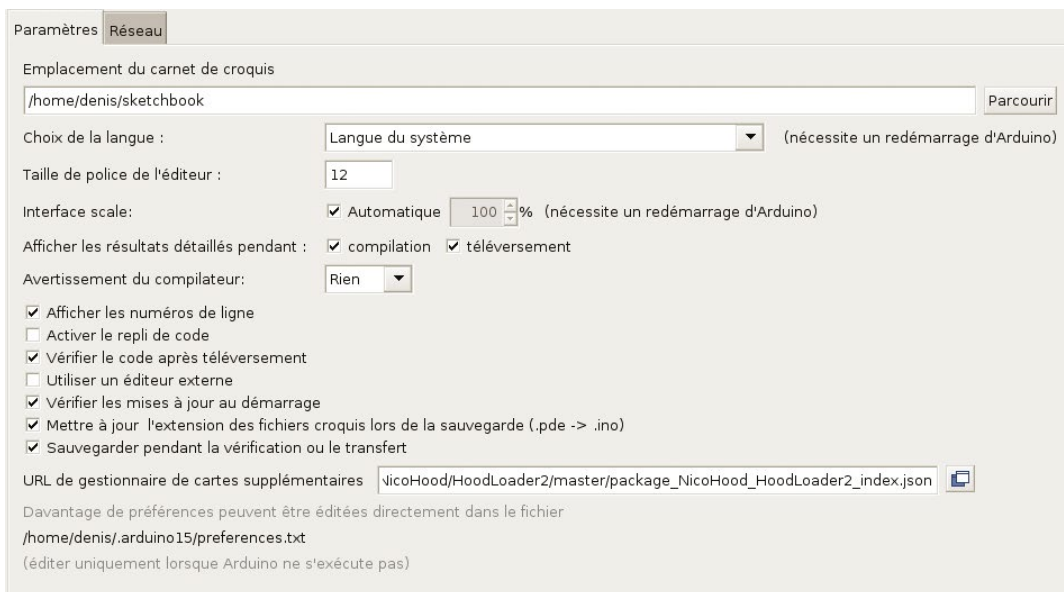 Paramètres Réseau
Emplacement du carnet de croquis
/home/denis/sketchbook Parcourir
Choix de la langue : Langue du système (nécessite un redémarrage d'Arduino)
Taille de police de l'éditeur : 12
Interface scale: Automatique 100 % (nécessite un redémarrage d'Arduino)
Afficher les résultats détaillés pendant : compilation téléversement
Avertissement du compilateur: Rien
Afficher les numéros de ligne
Activer le repli de code
Vérifier le code après téléversement
Utiliser un éditeur externe
Vérifier les mises à jour au démarrage
Mettre à jour l'extension des fichiers croquis lors de la sauvegarde (.pde -> .ino)
Sauvegarder pendant la vérification ou le transfert
URL de gestionnaire de cartes supplémentaires NicoHood/HoodLoader2/master/package_NicoHood_HoodLoader2_index.json
Davantage de préférences peuvent être éditées directement dans le fichier
/home/denis/.arduino15/preferences.txt
(éditer uniquement lorsque Arduino ne s'exécute pas)